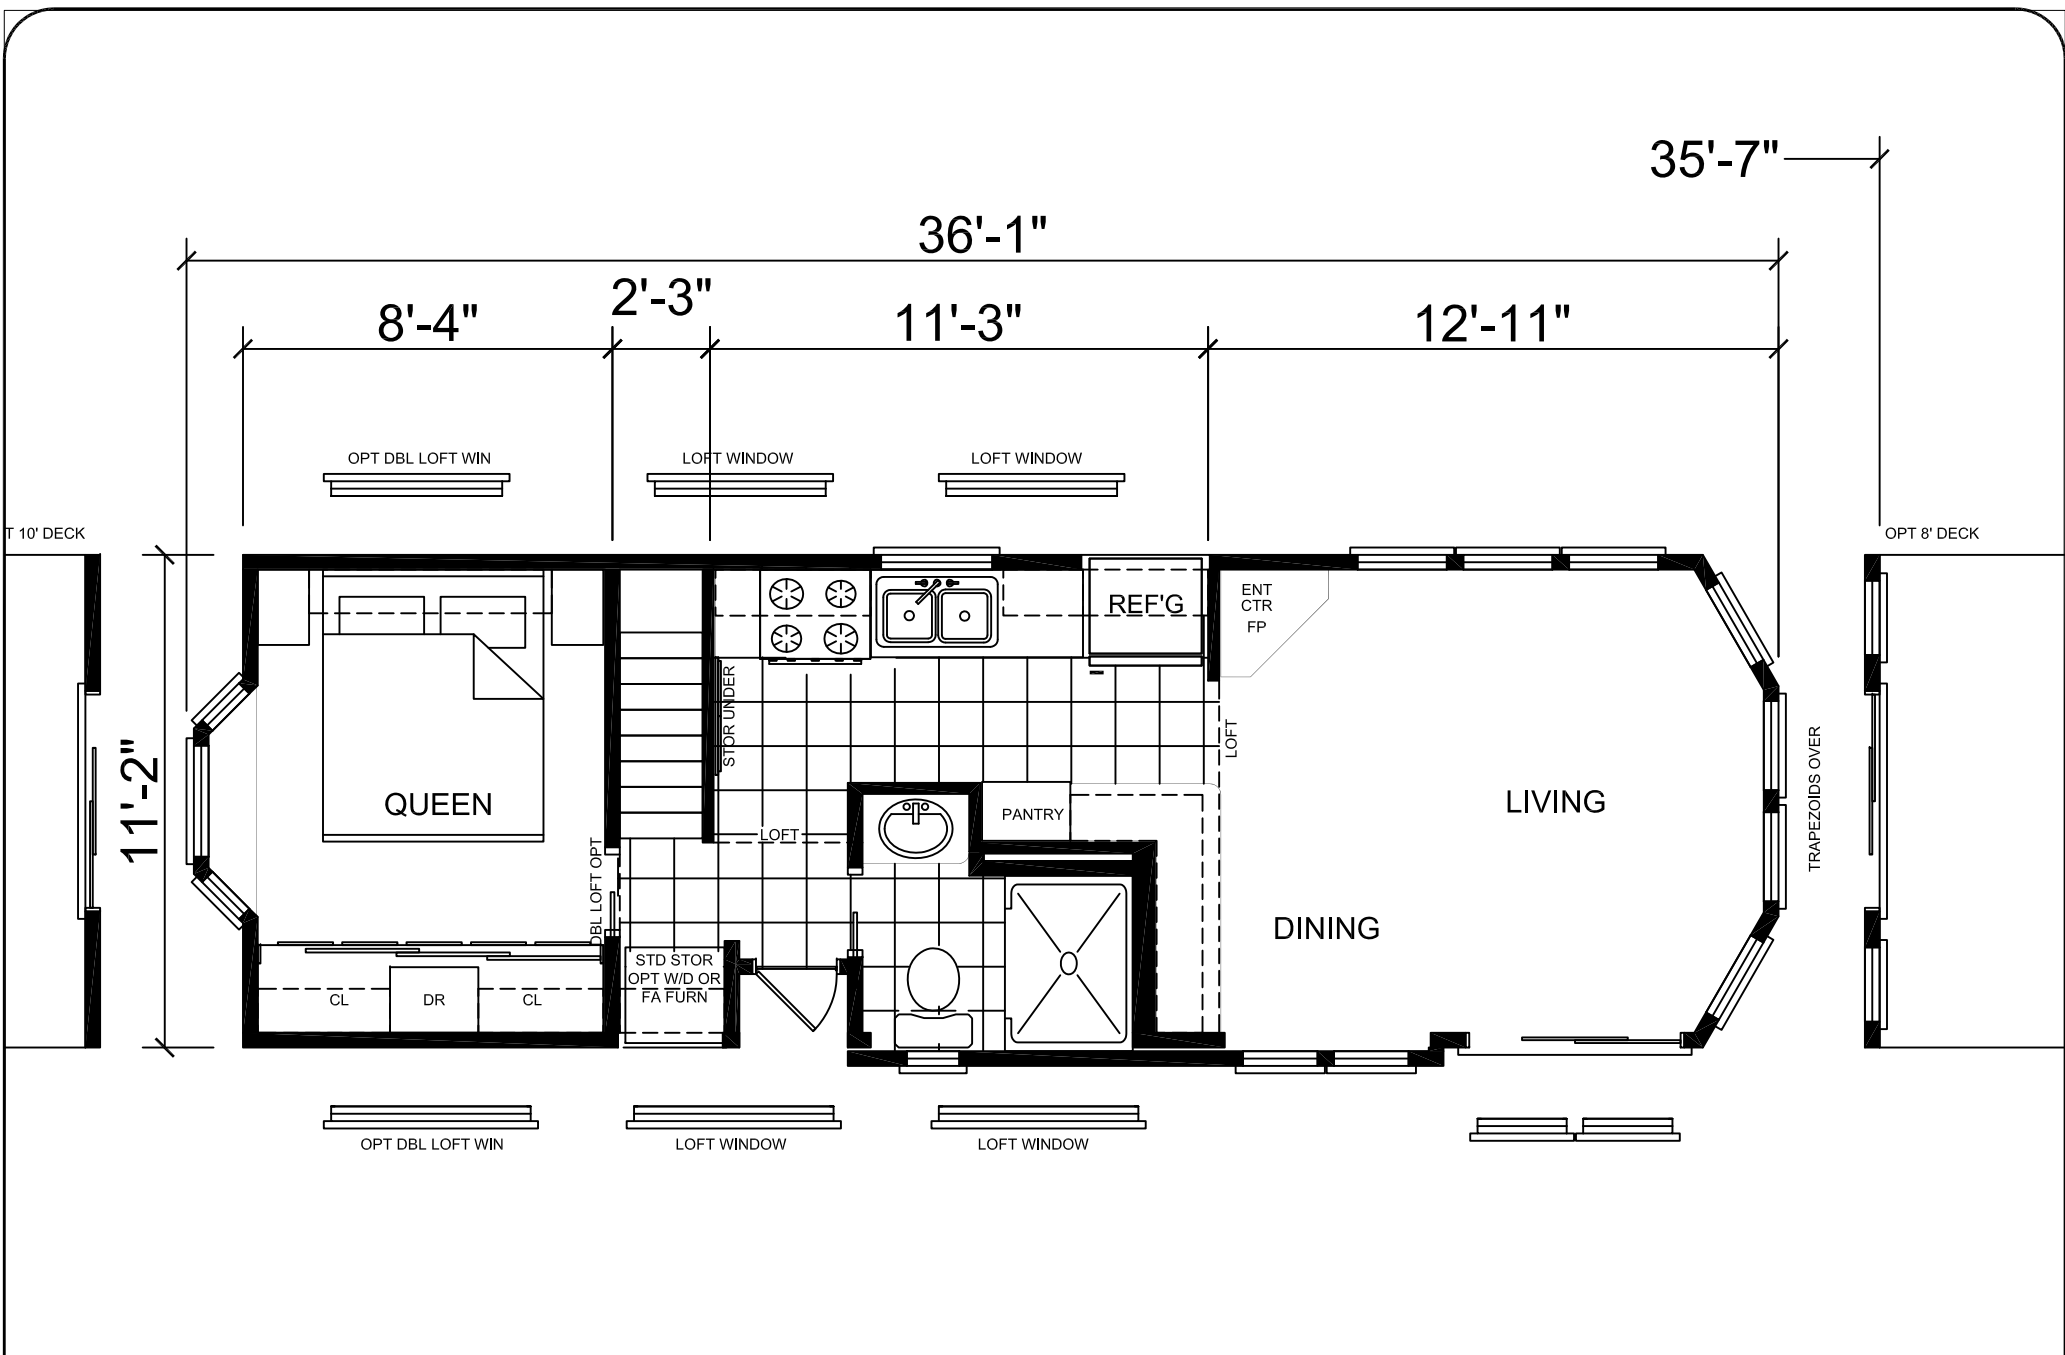 35'-7"
36'-1"
2'-3"
8'-4"
11'-3"
12'-11"
OPT DBL LOFT WIN
LOFT WINDOW
LOFT WINDOW
T 10' DECK
OPT 8' DECK
11'-2"
QUEEN
STOR UNDER
REF'G
ENT
CTR
FP
LOFT
LOFT
PANTRY
LIVING
DINING
TRAPEZOIDS OVER
DBL LOFT OPT
CL
DR
CL
STD STOR
OPT W/D OR
FA FURN
OPT DBL LOFT WIN
LOFT WINDOW
LOFT WINDOW